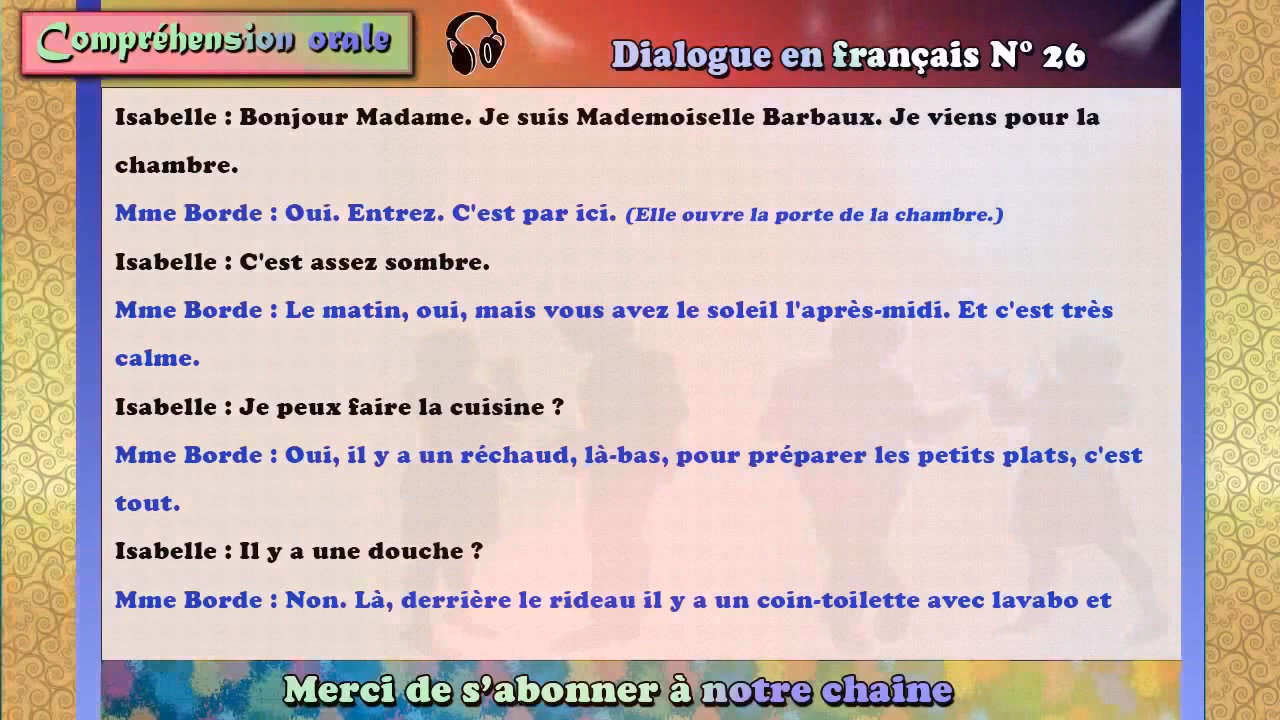 Compréhension orale
Dialogue en français N° 26
Isabelle : Bonjour Madame. Je suis Mademoiselle Barbaux. Je viens pour la
chambre.
Mme Borde : Oui. Entrez. C'est par ici. (Elle ouvre la porte de la chambre.)
Isabelle : C'est assez sombre.
Mme Borde : Le matin, oui, mais vous avez le soleil l'après-midi. Et c'est très
calme.
Isabelle : Je peux faire la cuisine ?
Mme Borde : Oui, il y a un réchaud, là-bas, pour préparer les petits plats, c'est
tout.
Isabelle : Il y a une douche ?
Mme Borde : Non. Là, derrière le rideau il y a un coin-toilette avec lavabo et
Merci de s’abonner à notre chaine